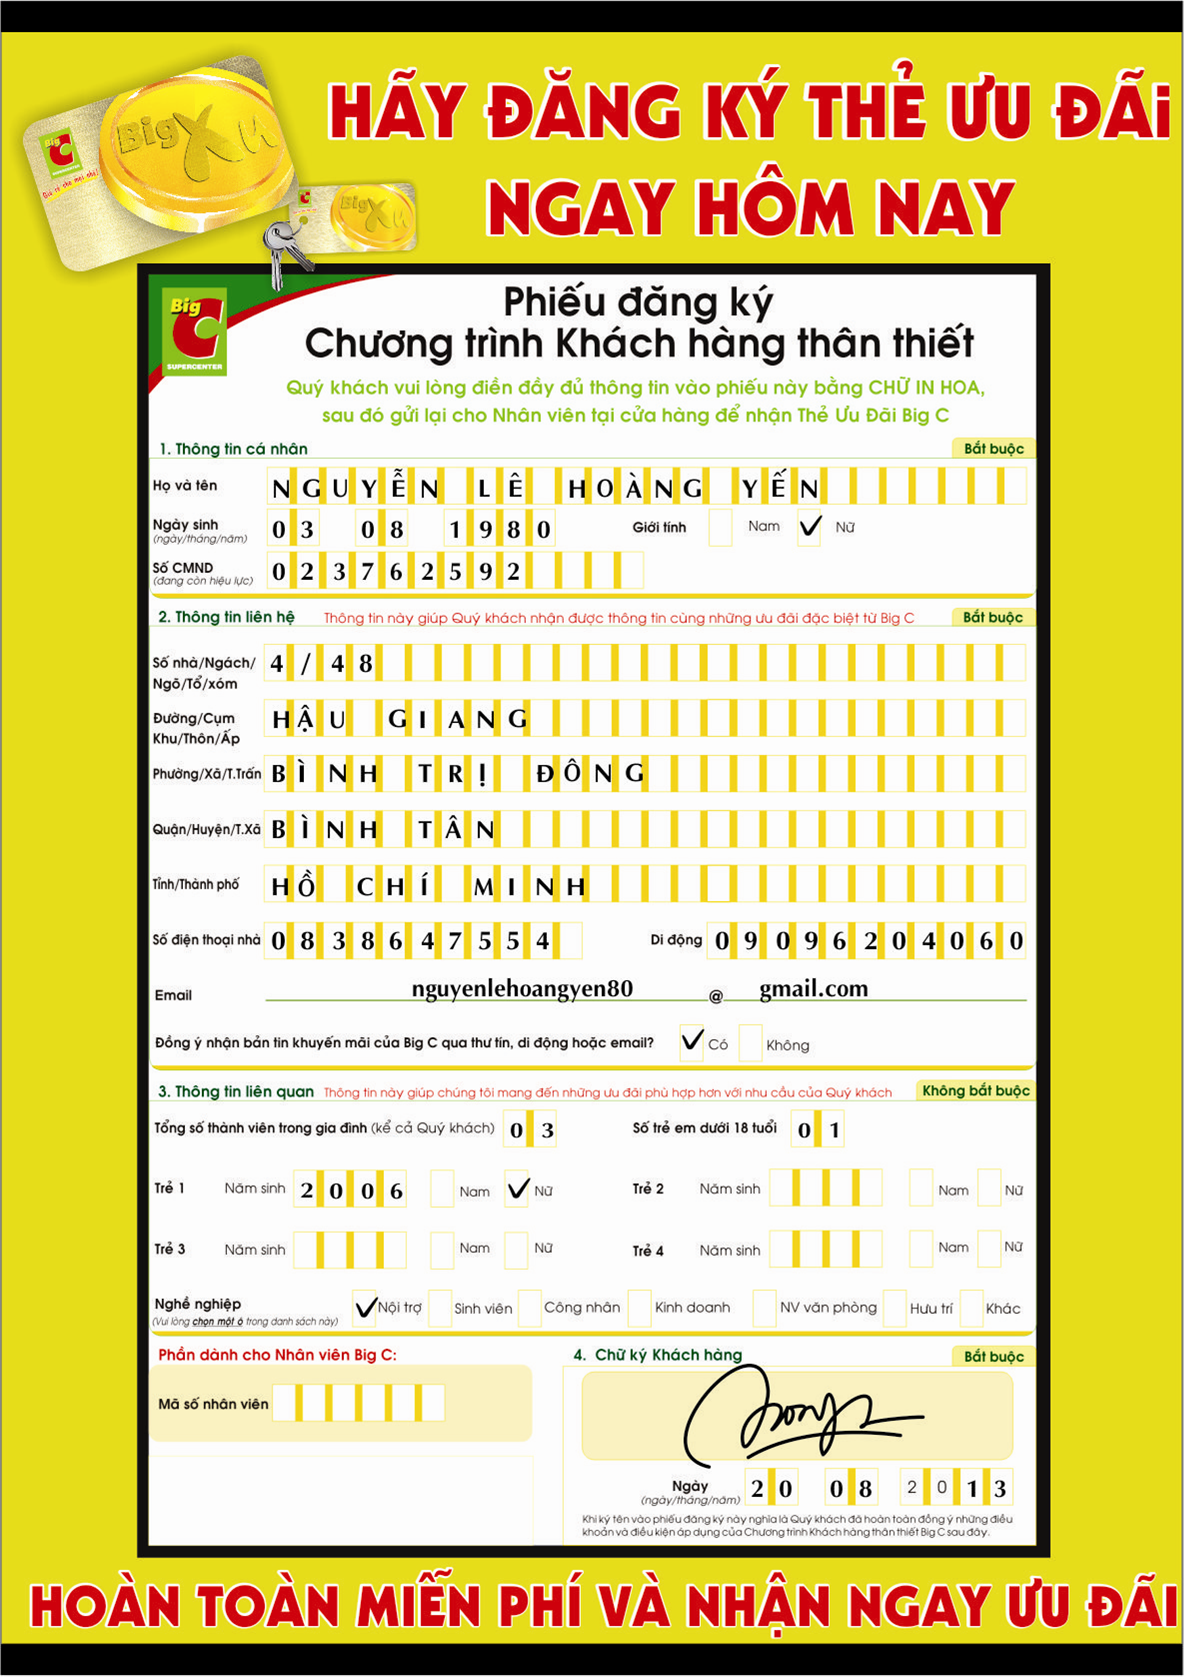 HÃY ĐĂNG KÝ THẺ ƯU ĐÃi
NGAY HÔM NAY
Big Xu
Big C
SUPERCENTER
Giá rẻ cho mọi nhà!
Big Xu
Big C
SUPERCENTER
Phiếu đăng ký
Chương trình Khách hàng thân thiết
Quý khách vui lòng điền đầy đủ thông tin vào phiếu này bằng CHỮ IN HOA,
sau đó gửi lại cho Nhân viên tại cửa hàng để nhận Thẻ Ưu Đãi Big C
1. Thông tin cá nhân Bắt buộc
Họ và tên NGUYỄN LÊ HOÀNG YẾN
Ngày sinh 03 08 1980 Giới tính Nam ✓ Nữ
(ngày/tháng/năm)
Số CMND 023762592
(đang còn hiệu lực)
2. Thông tin liên hệ Thông tin này giúp Quý khách nhận được thông tin cùng những ưu đãi đặc biệt từ Big C Bắt buộc
Số nhà/Ngách/ 4/48
Ngõ/Tổ/xóm
Đường/Cụm HẬU GIANG
Khu/Thôn/Ấp
Phường/Xã/T.Trấn BÌNH TRỊ ĐÔNG
Quận/Huyện/T.Xã BÌNH TÂN
Tỉnh/Thành phố HỒ CHÍ MINH
Số điện thoại nhà 0838647554 Di động 09096204060
Email nguyenlehoangyen80 @ gmail.com
Đồng ý nhận bản tin khuyến mãi của Big C qua thư tín, di động hoặc email? ✓ Có Không
3. Thông tin liên quan Thông tin này giúp chúng tôi mang đến những ưu đãi phù hợp hơn với nhu cầu của Quý khách Không bắt buộc
Tổng số thành viên trong gia đình (kể cả Quý khách) 03 Số trẻ em dưới 18 tuổi 01
Trẻ 1 Năm sinh 2006 Nam ✓ Nữ Trẻ 2 Năm sinh Nam Nữ
Trẻ 3 Năm sinh Nam Nữ Trẻ 4 Năm sinh Nam Nữ
Nghề nghiệp ✓ Nội trợ Sinh viên Công nhân Kinh doanh NV văn phòng Hưu trí Khác
(Vui lòng chọn một ô trong danh sách này)
Phần dành cho Nhân viên Big C: 4. Chữ ký Khách hàng Bắt buộc
Mã số nhân viên
Ngày 20 08 2013
(ngày/tháng/năm)
Khi ký tên vào phiếu đăng ký này nghĩa là Quý khách đã hoàn toàn đồng ý những điều
khoản và điều kiện áp dụng của Chương trình Khách hàng thân thiết Big C sau đây.
HOÀN TOÀN MIỄN PHÍ VÀ NHẬN NGAY ƯU ĐÃI